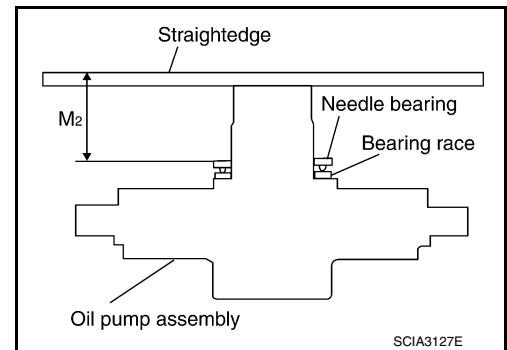 Straightedge
Needle bearing
M2
Bearing race
Oil pump assembly
SCIA3127E